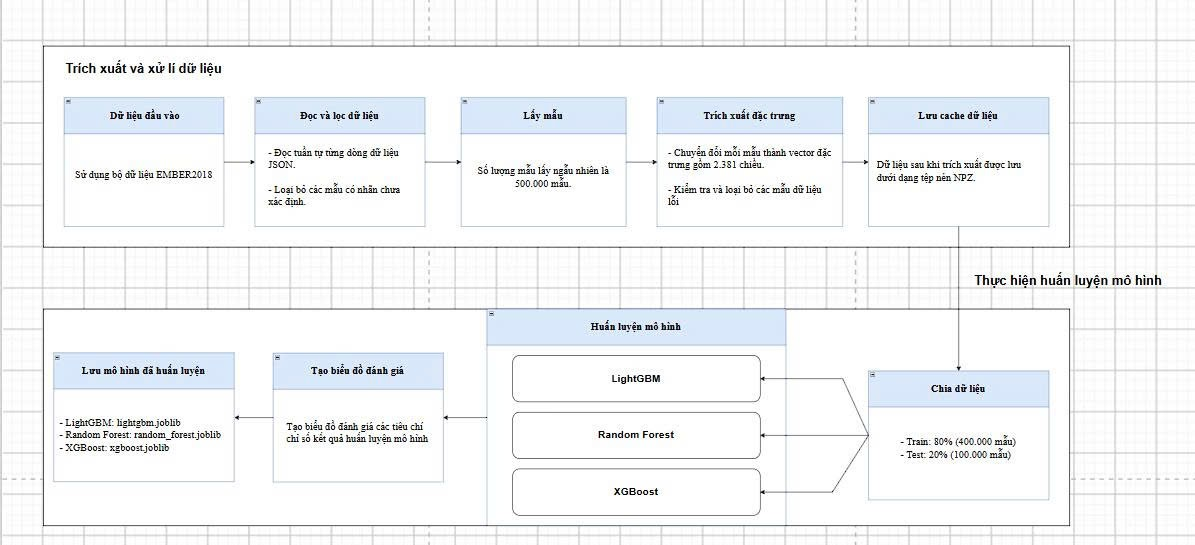 Trích xuất và xử lí dữ liệu
Dữ liệu đầu vào
Sử dụng bộ dữ liệu EMBER2018
Đọc và lọc dữ liệu
- Đọc tuần tự từng dòng dữ liệu
JSON.
- Loại bỏ các mẫu có nhãn chưa
xác định.
Lấy mẫu
Số lượng mẫu lấy ngẫu nhiên là
500.000 mẫu.
Trích xuất đặc trưng
- Chuyển đổi mỗi mẫu thành vector đặc
trưng gồm 2.381 chiều.
- Kiểm tra và loại bỏ các mẫu dữ liệu
lỗi
Lưu cache dữ liệu
Dữ liệu sau khi trích xuất được lưu
dưới dạng tệp nén NPZ.
Thực hiện huấn luyện mô hình
Lưu mô hình đã huấn luyện
- LightGBM: lightgbm.joblib
- Random Forest: random_forest.joblib
- XGBoost: xgboost.joblib
Tạo biểu đồ đánh giá
Tạo biểu đồ đánh giá các tiêu chí
chỉ số kết quả huấn luyện mô hình
Huấn luyện mô hình
LightGBM
Random Forest
XGBoost
Chia dữ liệu
- Train: 80% (400.000 mẫu)
- Test: 20% (100.000 mẫu)